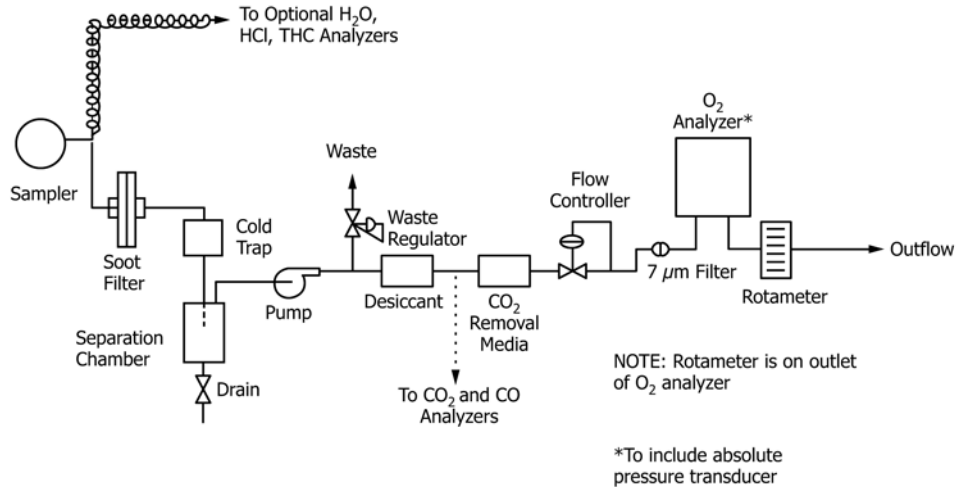 To Optional H₂O,
HCl, THC Analyzers
Sampler
Soot
Filter
Cold
Trap
Separation
Chamber
Drain
Pump
Waste
Waste
Regulator
Desiccant
To CO₂ and CO
Analyzers
CO₂
Removal
Media
Flow
Controller
7 µm Filter
O₂
Analyzer*
Rotameter
Outflow
NOTE: Rotameter is on outlet
of O₂ analyzer
*To include absolute
pressure transducer